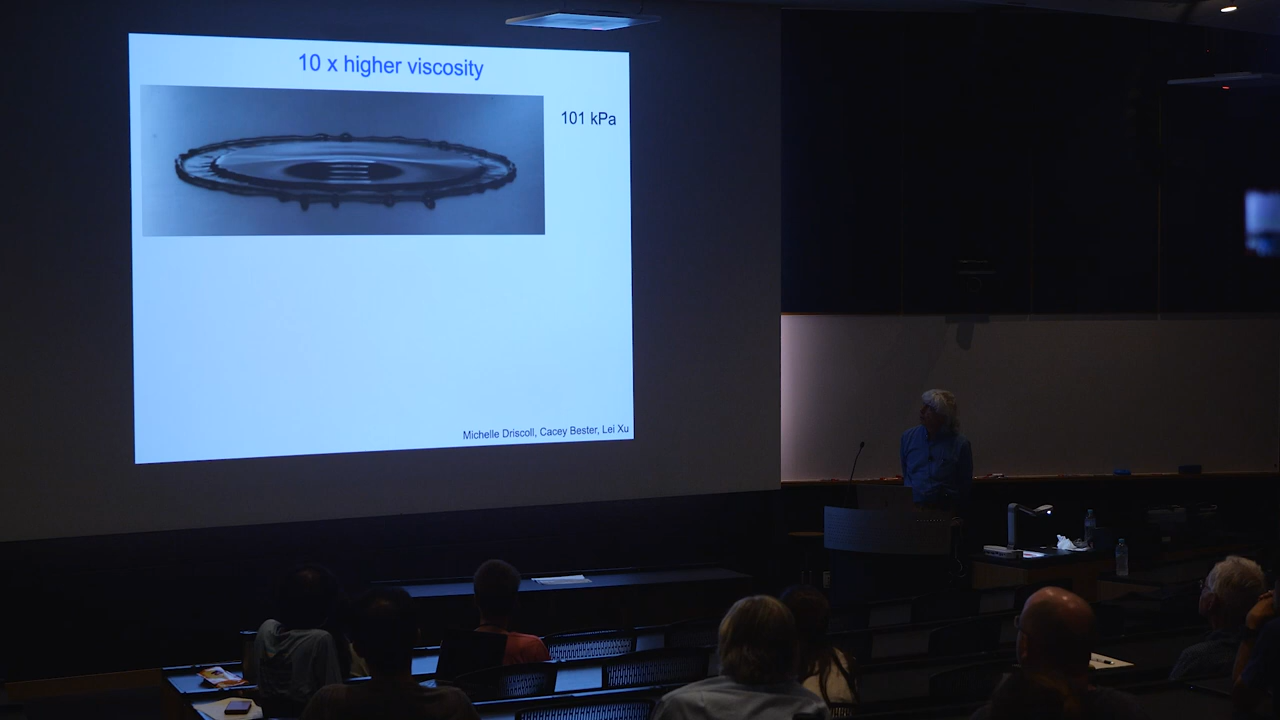 10 x higher viscosity
101 kPa
Michelle Driscoll, Cacey Bester, Lei Xu